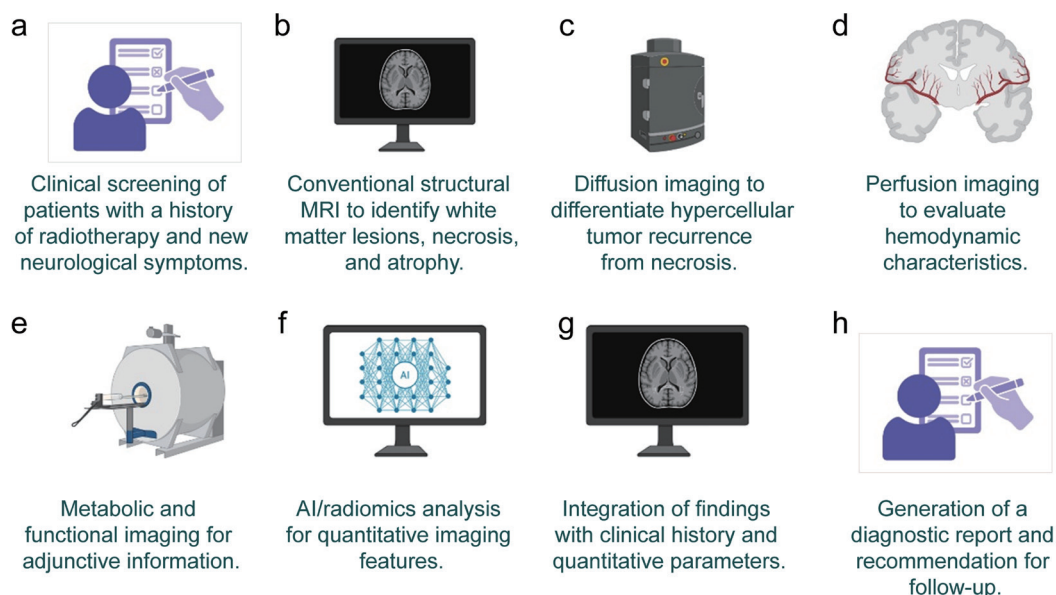 a
Clinical screening of
patients with a history
of radiotherapy and new
neurological symptoms.
b
Conventional structural
MRI to identify white
matter lesions, necrosis,
and atrophy.
c
Diffusion imaging to
differentiate hypercellular
tumor recurrence
from necrosis.
d
Perfusion imaging
to evaluate
hemodynamic
characteristics.
e
Metabolic and
functional imaging for
adjunctive information.
f
AI
AI/radiomics analysis
for quantitative imaging
features.
g
Integration of findings
with clinical history and
quantitative parameters.
h
Generation of a
diagnostic report and
recommendation for
follow-up.